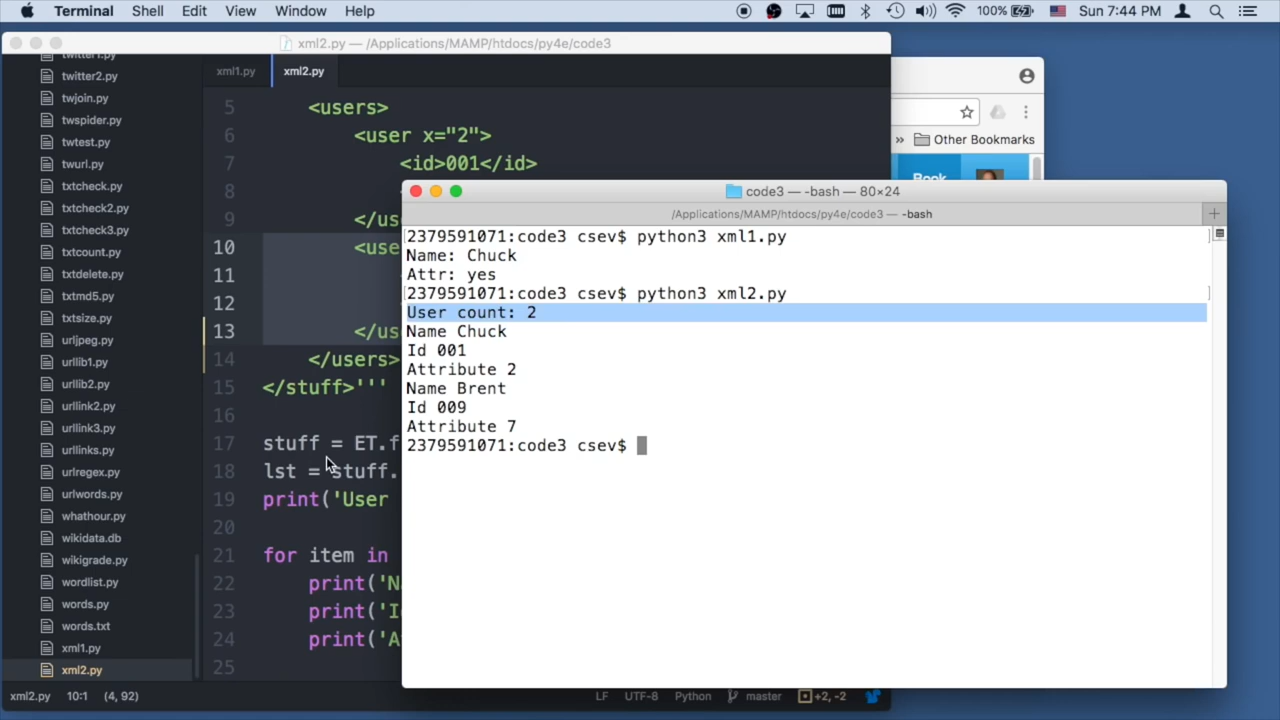 Terminal Shell Edit View Window Help 100% Sun 7:44 PM
xml2.py — /Applications/MAMP/htdocs/py4e/code3
twitter1.py
twitter2.py
twjoin.py
twspider.py
twtest.py
twurl.py
txtcheck.py
txtcheck2.py
txtcheck3.py
txtcount.py
txtdelete.py
txtmd5.py
txtsize.py
urljpeg.py
urllib1.py
urllib2.py
urllink2.py
urllink3.py
urllinks.py
urlregex.py
urlwords.py
whathour.py
wikidata.db
wikigrade.py
wordlist.py
words.py
words.txt
xml1.py
xml2.py
xml1.py xml2.py
5 <users>
6 <user x="2">
7 <id>001</id>
8
9 </us
10 <use
11
12
13 </us
14 </users>
15 </stuff>'''
16
17 stuff = ET.f
18 lst = stuff.
19 print('User
20
21 for item in
22 print('N
23 print('I
24 print('A
25
xml2.py 10:1 (4, 92) LF UTF-8 Python master +2, -2
» Other Bookmarks
Book
code3 — -bash — 80×24
/Applications/MAMP/htdocs/py4e/code3 — -bash +
[2379591071:code3 csev$ python3 xml1.py ]
Name: Chuck
Attr: yes
[2379591071:code3 csev$ python3 xml2.py ]
User count: 2
Name Chuck
Id 001
Attribute 2
Name Brent
Id 009
Attribute 7
2379591071:code3 csev$